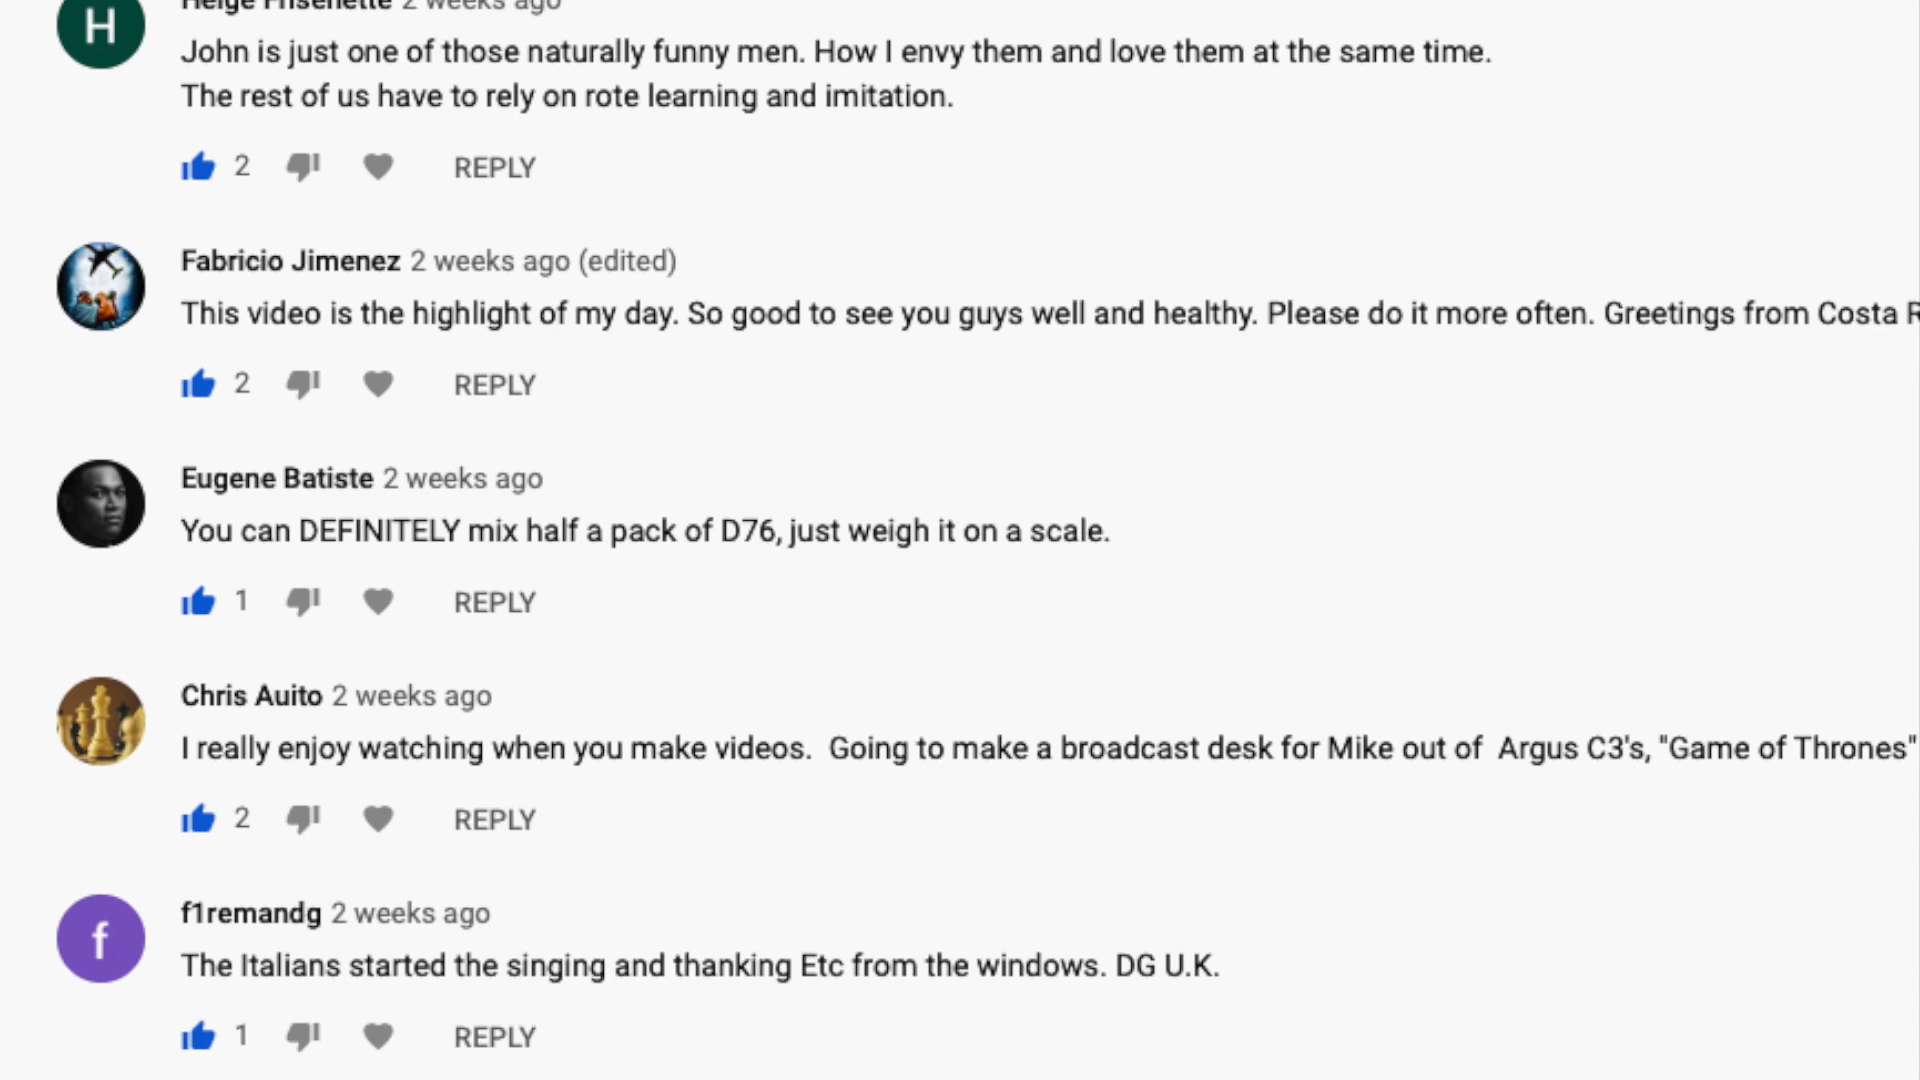 H
Helge Frisenette 2 weeks ago
John is just one of those naturally funny men. How I envy them and love them at the same time.
The rest of us have to rely on rote learning and imitation.
2 REPLY
Fabricio Jimenez 2 weeks ago (edited)
This video is the highlight of my day. So good to see you guys well and healthy. Please do it more often. Greetings from Costa R
2 REPLY
Eugene Batiste 2 weeks ago
You can DEFINITELY mix half a pack of D76, just weigh it on a scale.
1 REPLY
Chris Auito 2 weeks ago
I really enjoy watching when you make videos.  Going to make a broadcast desk for Mike out of  Argus C3's, "Game of Thrones"
2 REPLY
f
f1remandg 2 weeks ago
The Italians started the singing and thanking Etc from the windows. DG U.K.
1 REPLY